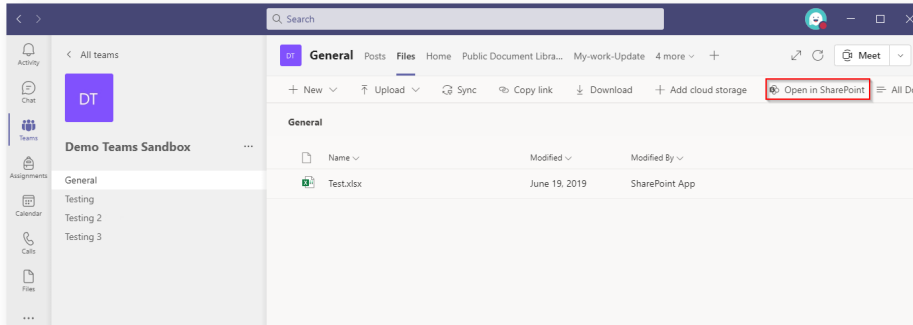 Search
Activity
Chat
Teams
Assignments
Calendar
Calls
Files
All teams
DT
Demo Teams Sandbox
General
Testing
Testing 2
Testing 3
DT General Posts Files Home Public Document Libra... My-work-Update 4 more Meet
New Upload Sync Copy link Download Add cloud storage Open in SharePoint All Do
General
Name Modified Modified By
Test.xlsx June 19, 2019 SharePoint App